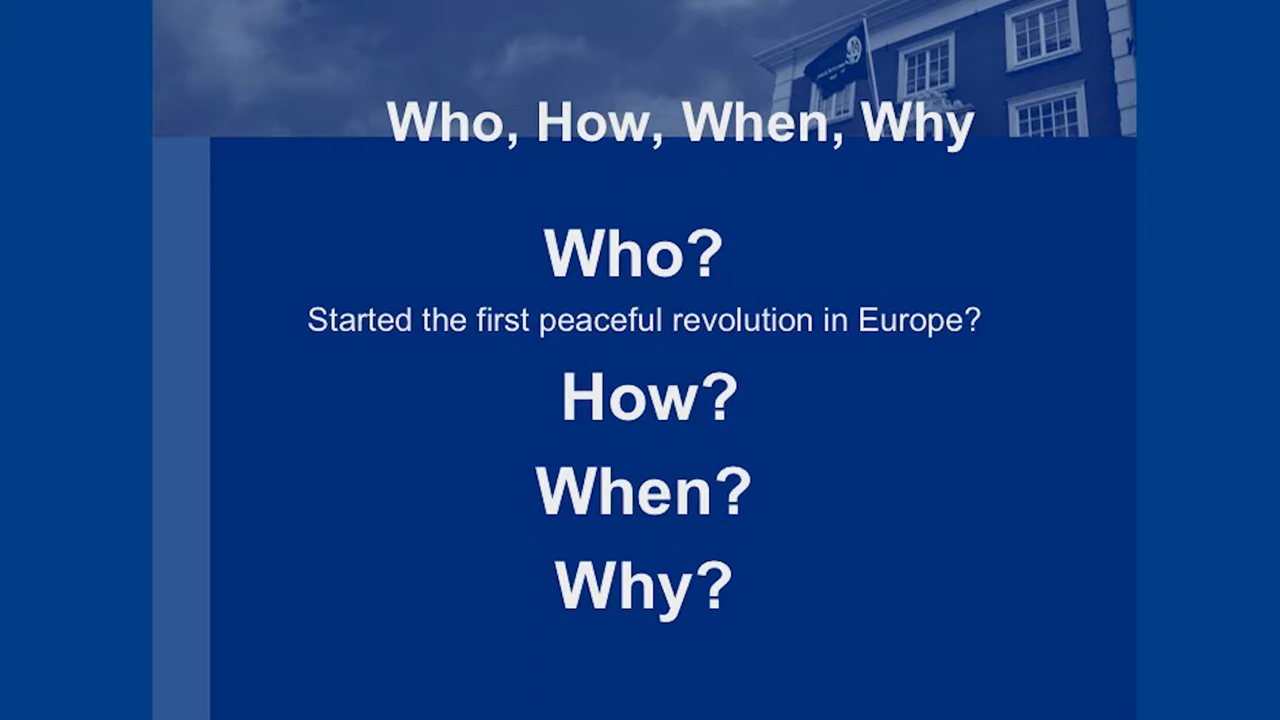 Who, How, When, Why
Who?
Started the first peaceful revolution in Europe?
How?
When?
Why?